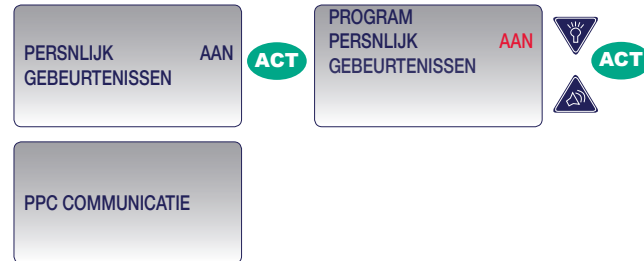 PERSNLIJK AAN
GEBEURTENISSEN
ACT
PROGRAM
PERSNLIJK AAN
GEBEURTENISSEN
ACT
PPC COMMUNICATIE